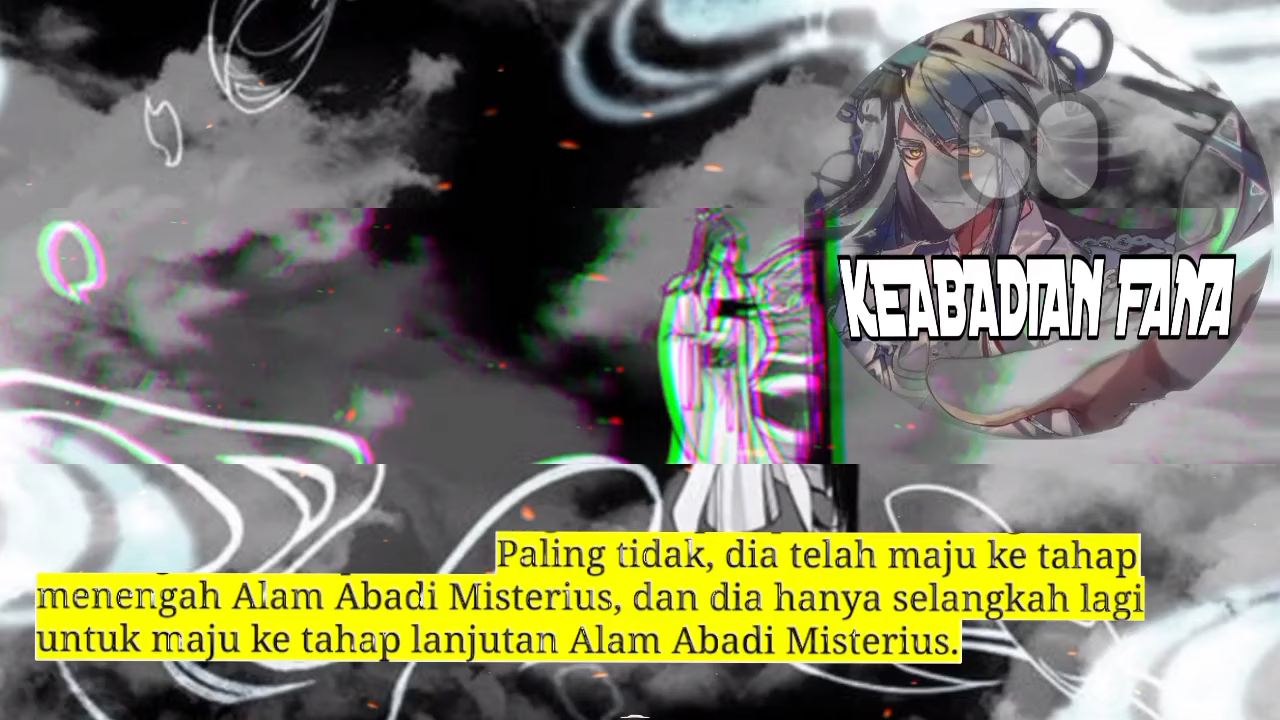 KEABADIAN FANA
Paling tidak, dia telah maju ke tahap
menengah Alam Abadi Misterius, dan dia hanya selangkah lagi
untuk maju ke tahap lanjutan Alam Abadi Misterius.